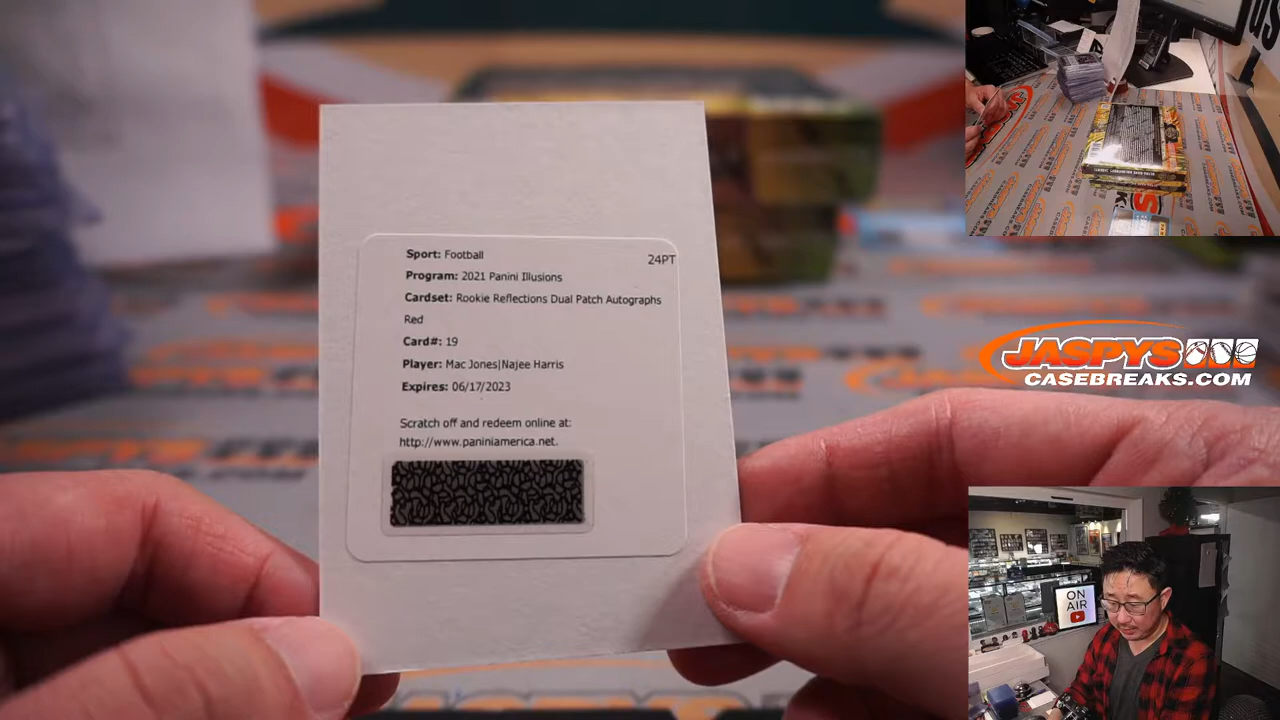 Sport: Football
24PT
Program: 2021 Panini Illusions
Cardset: Rookie Reflections Dual Patch Autographs
Red
Card#: 19
Player: Mac Jones|Najee Harris
Expires: 06/17/2023
Scratch off and redeem online at:
http://www.paniniamerica.net.
JASPYS
CASEBREAKS.COM
ON
AIR